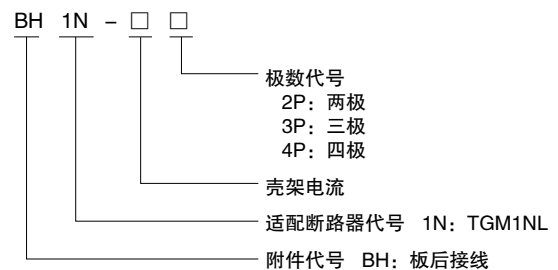 BH 1N – □ □
极数代号
2P：两极
3P：三极
4P：四极
壳架电流
适配断路器代号 1N：TGM1NL
附件代号 BH：板后接线